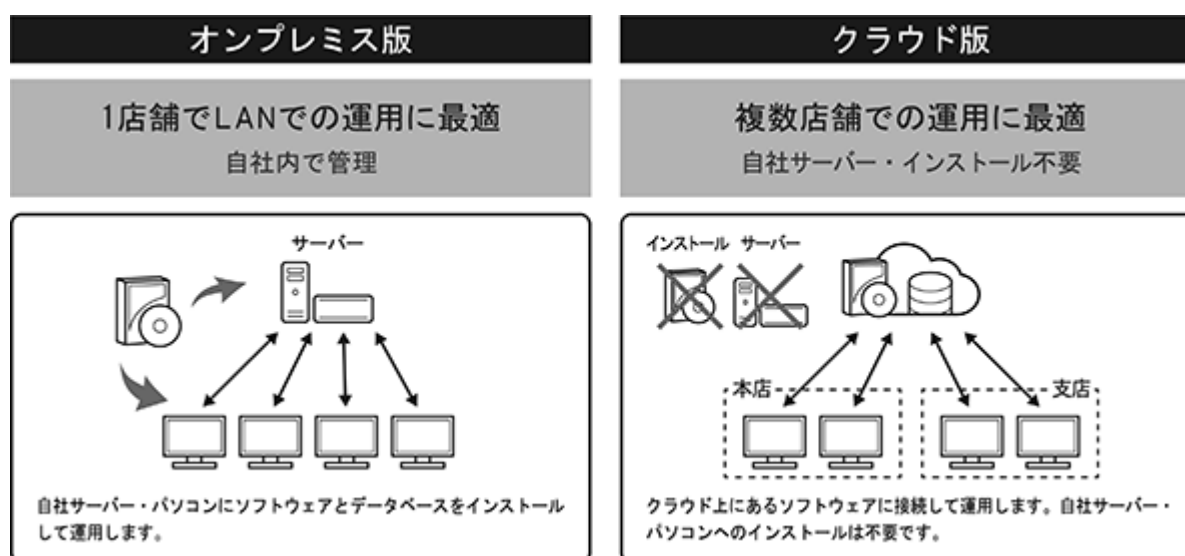 オンプレミス版
1店舗でLANでの運用に最適
自社内で管理
サーバー
自社サーバー・パソコンにソフトウェアとデータベースをインストール
して運用します。
クラウド版
複数店舗での運用に最適
自社サーバー・インストール不要
インストール サーバー
本店
支店
クラウド上にあるソフトウェアに接続して運用します。自社サーバー・
パソコンへのインストールは不要です。